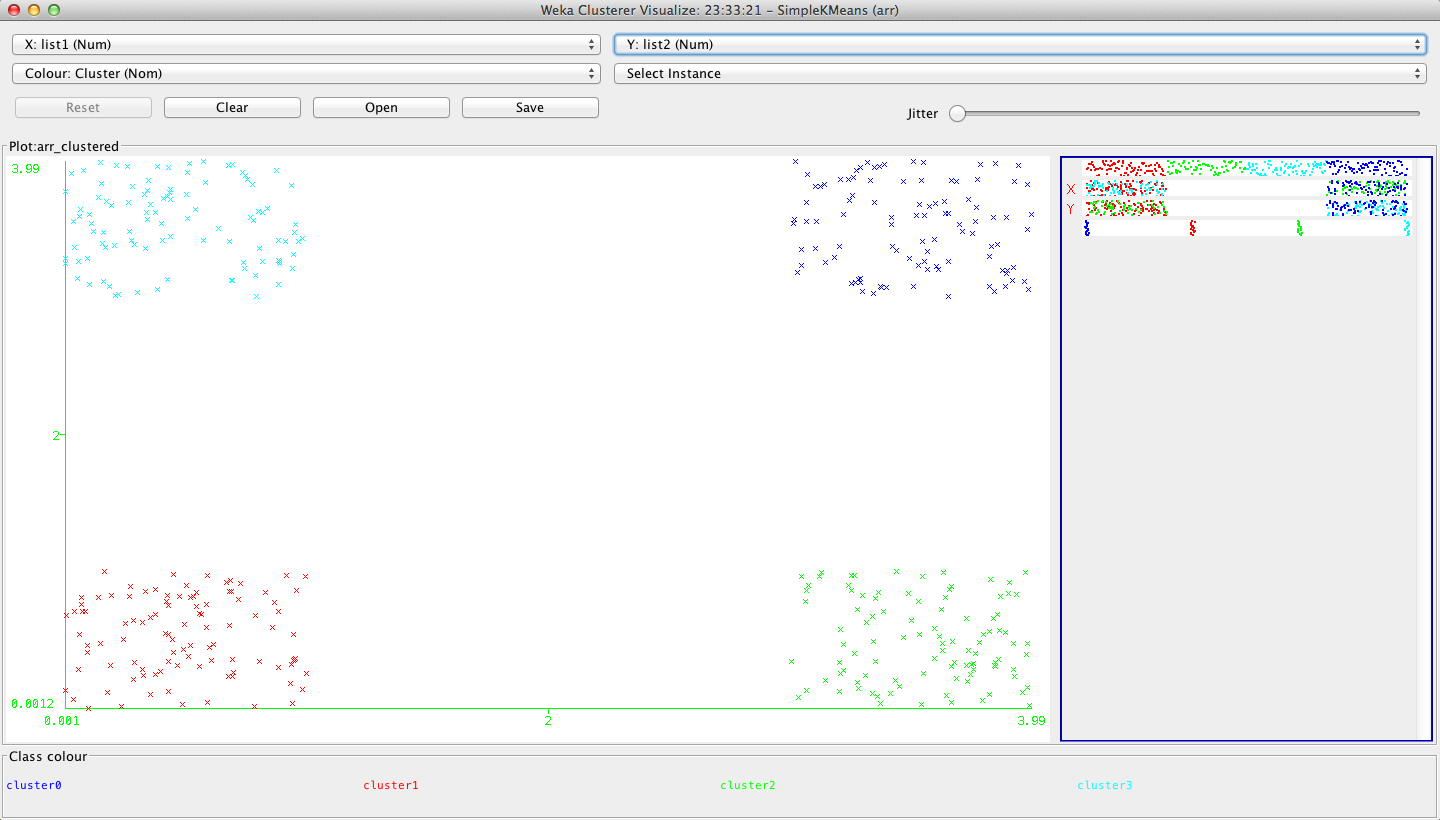 Weka Clusterer Visualize: 23:33:21 - SimpleKMeans (arr)
X: list1 (Num)
Y: list2 (Num)
Colour: Cluster (Nom)
Select Instance
Reset
Clear
Open
Save
Jitter
Plot:arr_clustered
3.99
2
0.0012
0.001
2
3.99
X
Y
Class colour
cluster0
cluster1
cluster2
cluster3